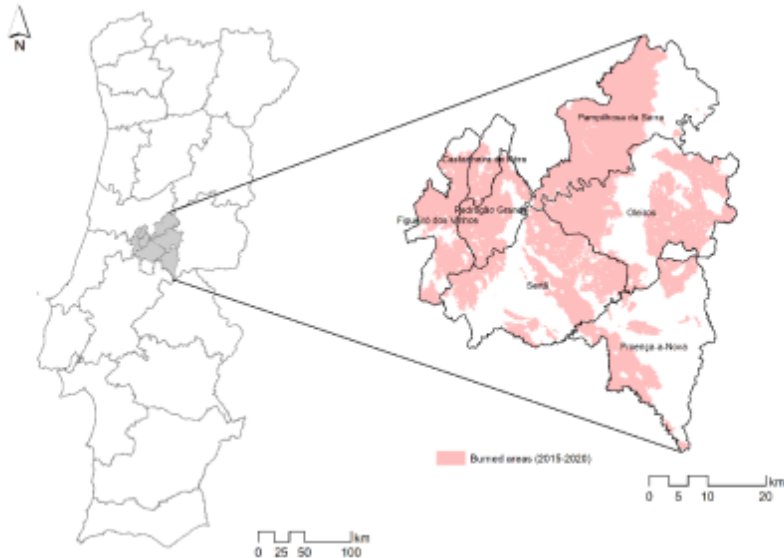 N
Pampilhosa da Serra
Castanheira de Pêra
Pedrógão Grande
Oleiros
Figueiró dos Vinhos
Sertã
Proença-a-Nova
Burned areas (2015-2020)
km
0 5 10 20
km
0 25 50 100